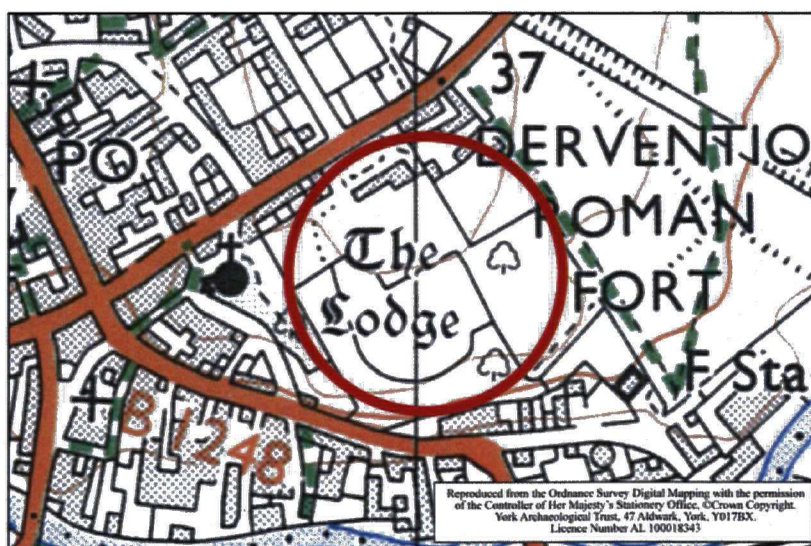 37
DERVENTIO
PO
ROMAN
The
Lodge
FORT
F Sta
B 1248
Reproduced from the Ordnance Survey Digital Mapping with the permission
of the Controller of Her Majesty's Stationery Office, ©Crown Copyright.
York Archaeological Trust, 47 Aldwark, York, YO17BX.
Licence Number AL 100018343